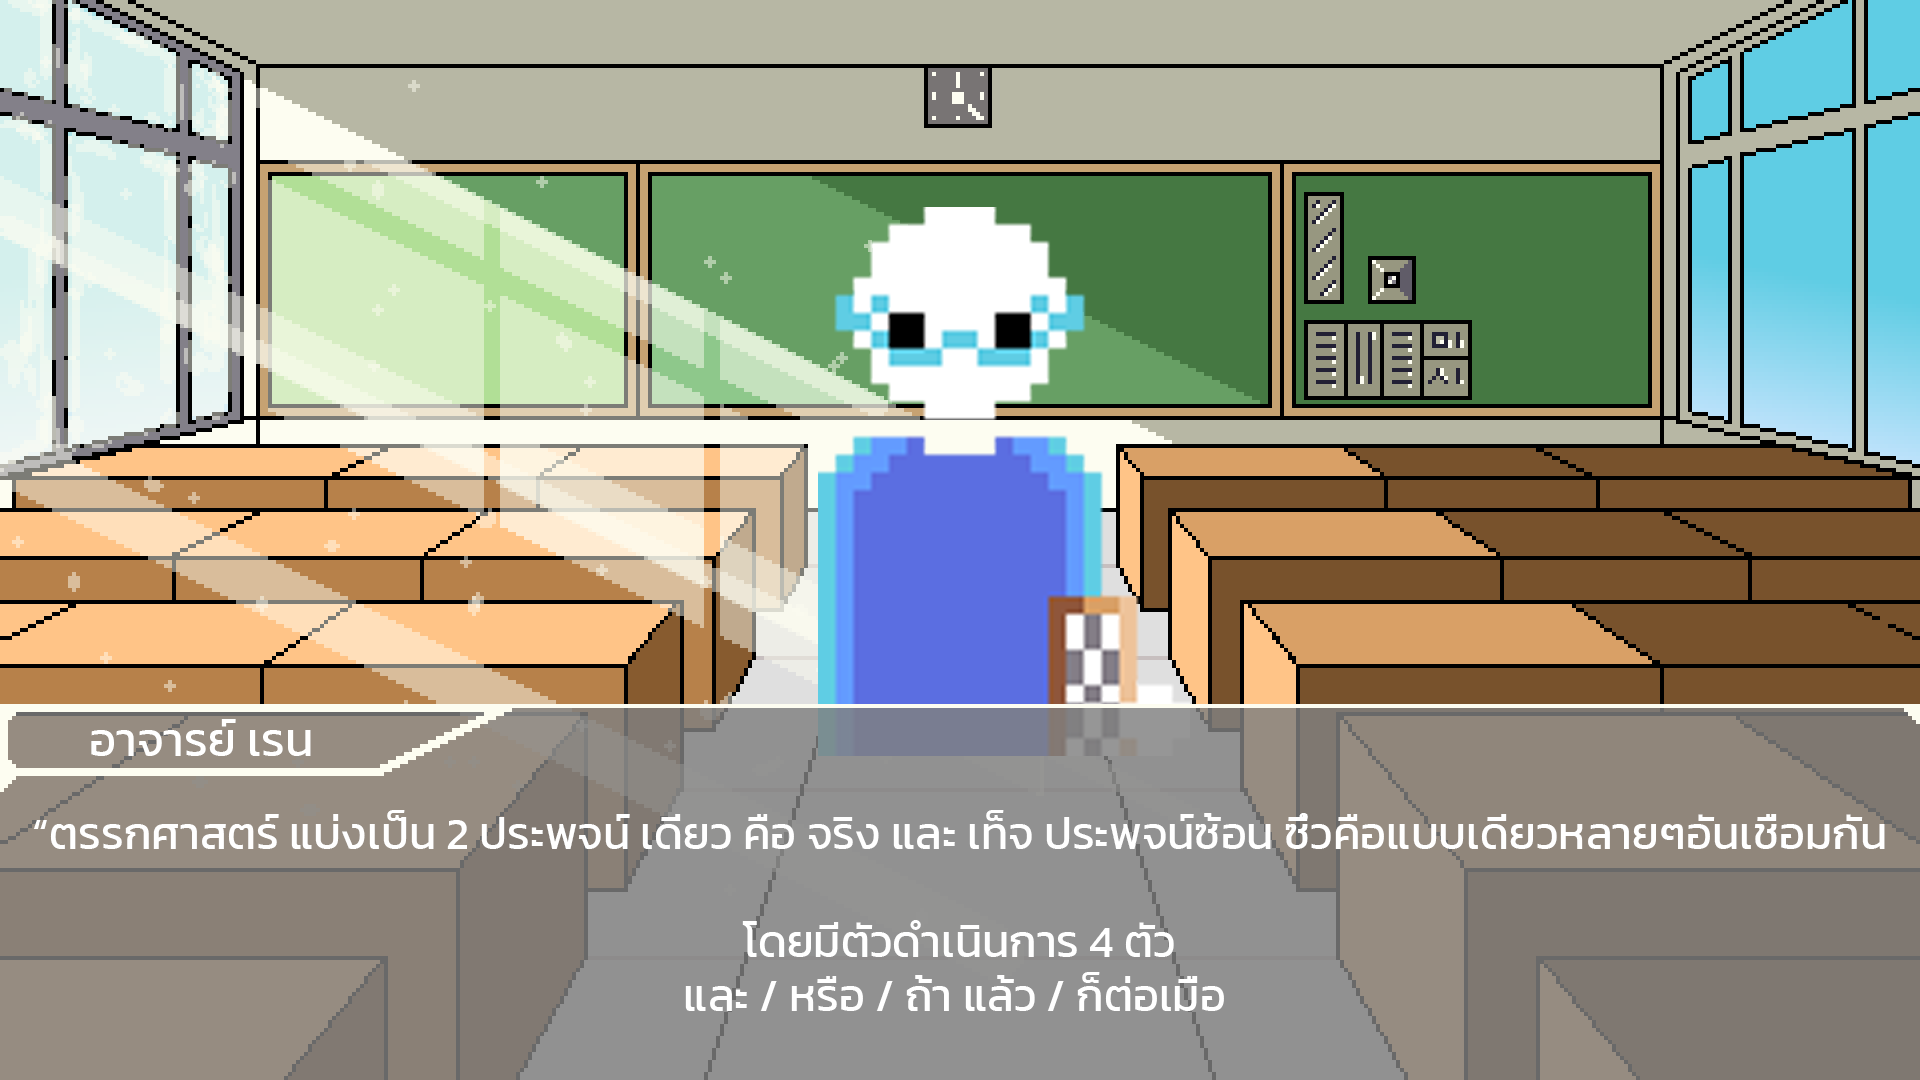 อาจารย์ เรน
“ตรรกศาสตร์ แบ่งเป็น 2 ประพจน์ เดียว คือ จริง และ เท็จ ประพจน์ซ้อน ซึวคือแบบเดียวหลายๆอันเชือมกัน
โดยมีตัวดำเนินการ 4 ตัว
และ / หรือ / ถ้า แล้ว / ก็ต่อเมือ